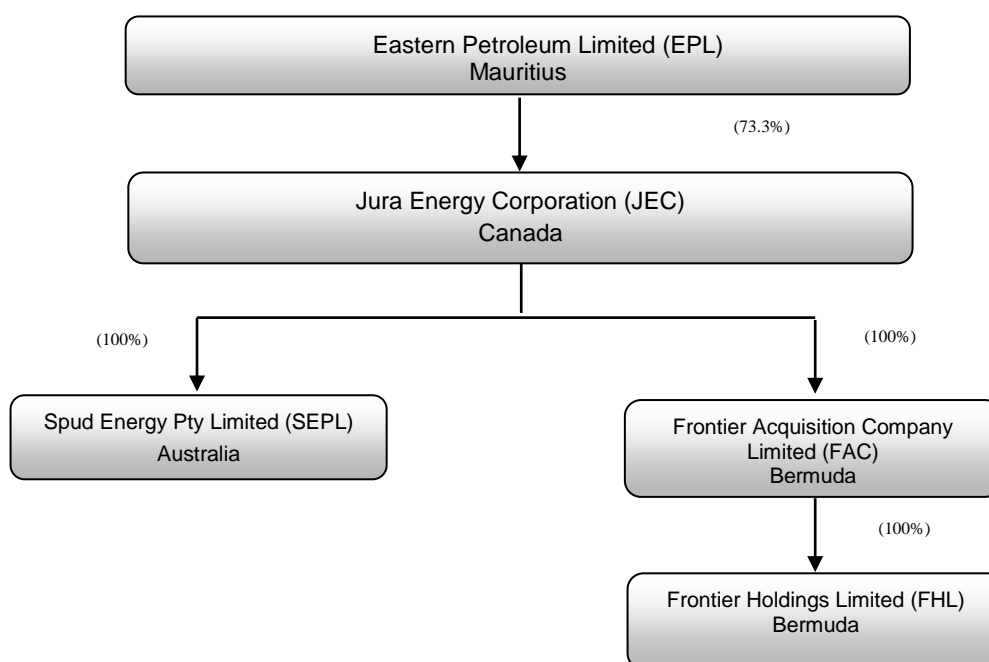 Eastern Petroleum Limited (EPL)
Mauritius
(73.3%)
Jura Energy Corporation (JEC)
Canada
(100%)
(100%)
Spud Energy Pty Limited (SEPL)
Australia
Frontier Acquisition Company
Limited (FAC)
Bermuda
(100%)
Frontier Holdings Limited (FHL)
Bermuda